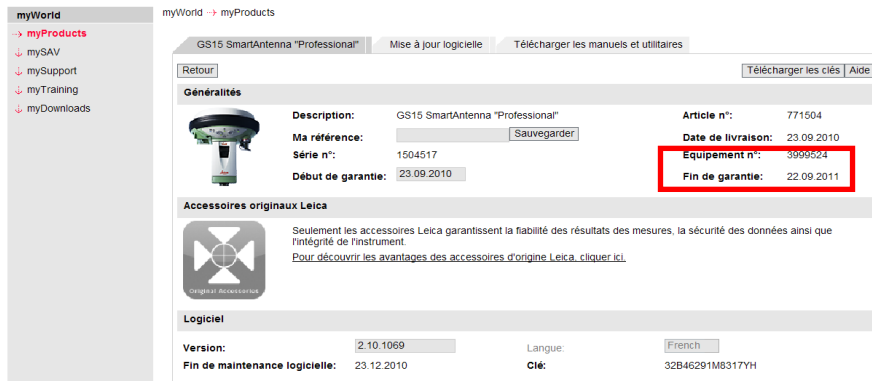 myWorld
myWorld ··> myProducts
myProducts
mySAV
mySupport
myTraining
myDownloads
GS15 SmartAntenna "Professional" Mise à jour logicielle Télécharger les manuels et utilitaires
Retour Télécharger les clés Aide
Généralités
Description: GS15 SmartAntenna "Professional" Article n°: 771504
Ma référence: Sauvegarder Date de livraison: 23.09.2010
Série n°: 1504517 Equipement n°: 3999524
Début de garantie: 23.09.2010 Fin de garantie: 22.09.2011
Accessoires originaux Leica
Seulement les accessoires Leica garantissent la fiabilité des résultats des mesures, la sécurité des données ainsi que
l'intégrité de l'instrument.
Pour découvrir les avantages des accessoires d'origine Leica, cliquer ici.
Original Accessories
Logiciel
Version: 2.10.1069 Langue: French
Fin de maintenance logicielle: 23.12.2010 Clé: 32B46291M8317YH